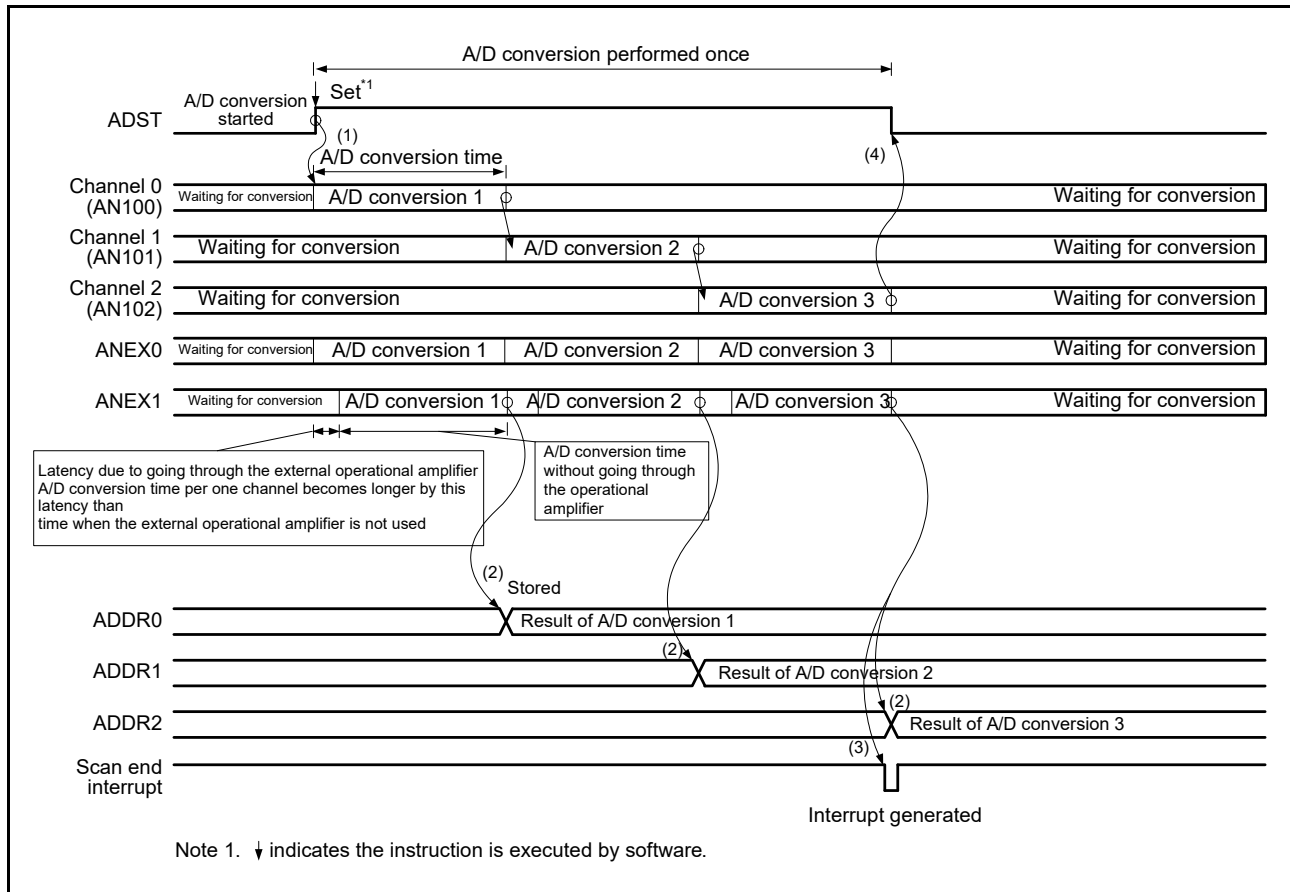 A/D conversion performed once
Set*1
A/D conversion
started
ADST
(1)
A/D conversion time
(4)
Channel 0
(AN100)
Waiting for conversion
A/D conversion 1
Waiting for conversion
Channel 1
(AN101)
Waiting for conversion
A/D conversion 2
Waiting for conversion
Channel 2
(AN102)
Waiting for conversion
A/D conversion 3
Waiting for conversion
ANEX0
Waiting for conversion
A/D conversion 1
A/D conversion 2
A/D conversion 3
Waiting for conversion
ANEX1
Waiting for conversion
A/D conversion 1
A/D conversion 2
A/D conversion 3
Waiting for conversion
Latency due to going through the external operational amplifier
A/D conversion time per one channel becomes longer by this
latency than
time when the external operational amplifier is not used
A/D conversion time
without going through
the operational
amplifier
(2)
Stored
ADDR0
Result of A/D conversion 1
(2)
ADDR1
Result of A/D conversion 2
(2)
ADDR2
Result of A/D conversion 3
(3)
Scan end
interrupt
Interrupt generated
Note 1. ↓ indicates the instruction is executed by software.